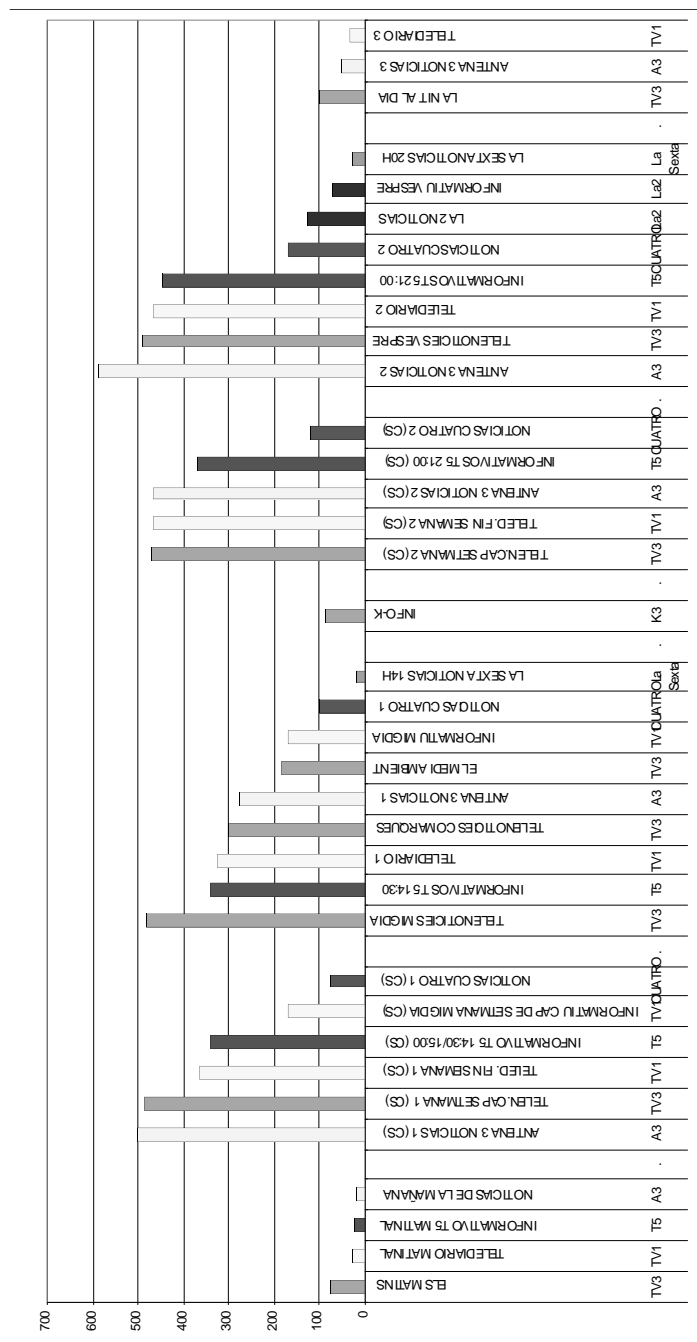 TELEDIARIO 3 TV1
ANTENA 3 NOTICIAS 3 A3
LA NIT AL DIA TV3
.
LA SEXTA NOTICIAS 20H La Sexta
INFORMATIU VESPRE La2
LA 2 NOTICIAS La2
NOTICIAS CUATRO 2 CUATRO
INFORMATIVOS T5 21:00 T5
TELEDIARIO 2 TV1
TELENOTICIES VESPRE TV3
ANTENA 3 NOTICIAS 2 A3
.
NOTICIAS CUATRO 2 (CS) CUATRO
INFORMATIVOS T5 21:00 (CS) T5
ANTENA 3 NOTICIAS 2 (CS) A3
TELED. FIN SEMANA 2 (CS) TV1
TELEN.CAP SETMANA 2 (CS) TV3
.
INFO-K K3
.
LA SEXTA NOTICIAS 14H La Sexta
NOTICIAS CUATRO 1 CUATRO
INFORMATIU MIGDIA TV1
EL MEDI AMBIENT TV3
ANTENA 3 NOTICIAS 1 A3
TELENOTICIES COMARQUES TV3
TELEDIARIO 1 TV1
INFORMATIVOS T5 14:30 T5
TELENOTICIES MIGDIA TV3
.
NOTICIAS CUATRO 1 (CS) CUATRO
INFORMATIU CAP DE SETMANA MIGDIA (CS) TV1
INFORMATIVO T5 14:30/15:00 (CS) T5
TELED. FIN SEMANA 1 (CS) TV1
TELEN.CAP SETMANA 1 (CS) TV3
ANTENA 3 NOTICIAS 1 (CS) A3
.
NOTICIAS DE LA MAÑANA A3
INFORMATIVO T5 MATINAL T5
TELEDIARIO MATINAL TV1
ELS MATINS TV3
700
600
500
400
300
200
100
0